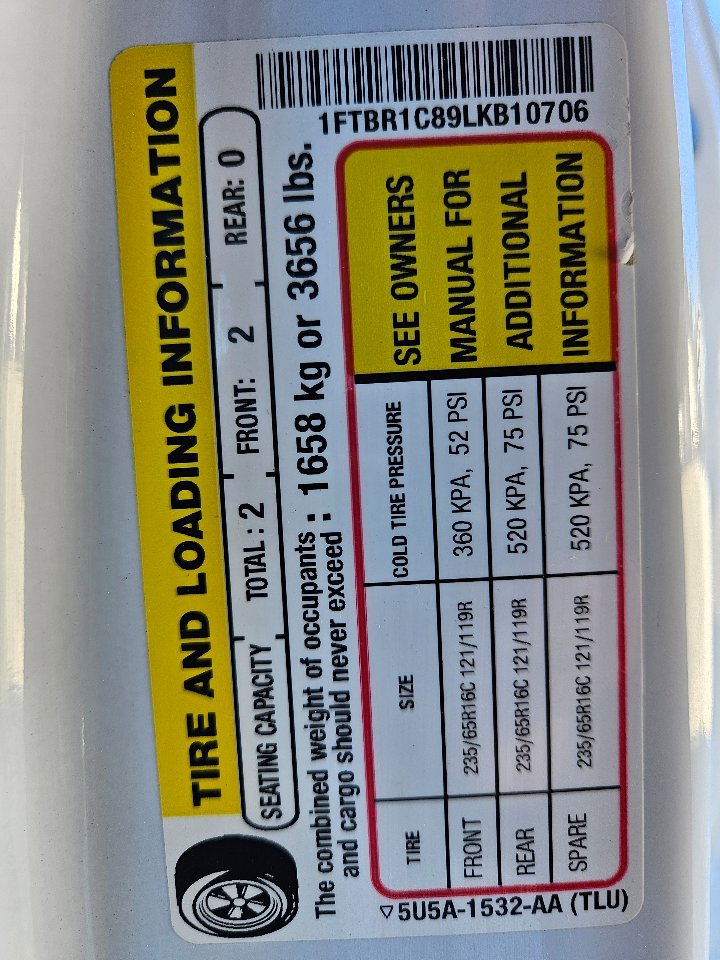 TIRE AND LOADING INFORMATION
1FTBR1C89LKB10706
SEATING CAPACITY TOTAL : 2 FRONT: 2 REAR: 0
The combined weight of occupants
and cargo should never exceed : 1658 kg or 3656 lbs.
TIRE SIZE COLD TIRE PRESSURE
FRONT 235/65R16C 121/119R 360 KPA, 52 PSI
REAR 235/65R16C 121/119R 520 KPA, 75 PSI
SPARE 235/65R16C 121/119R 520 KPA, 75 PSI
SEE OWNERS
MANUAL FOR
ADDITIONAL
INFORMATION
5U5A-1532-AA (TLU)